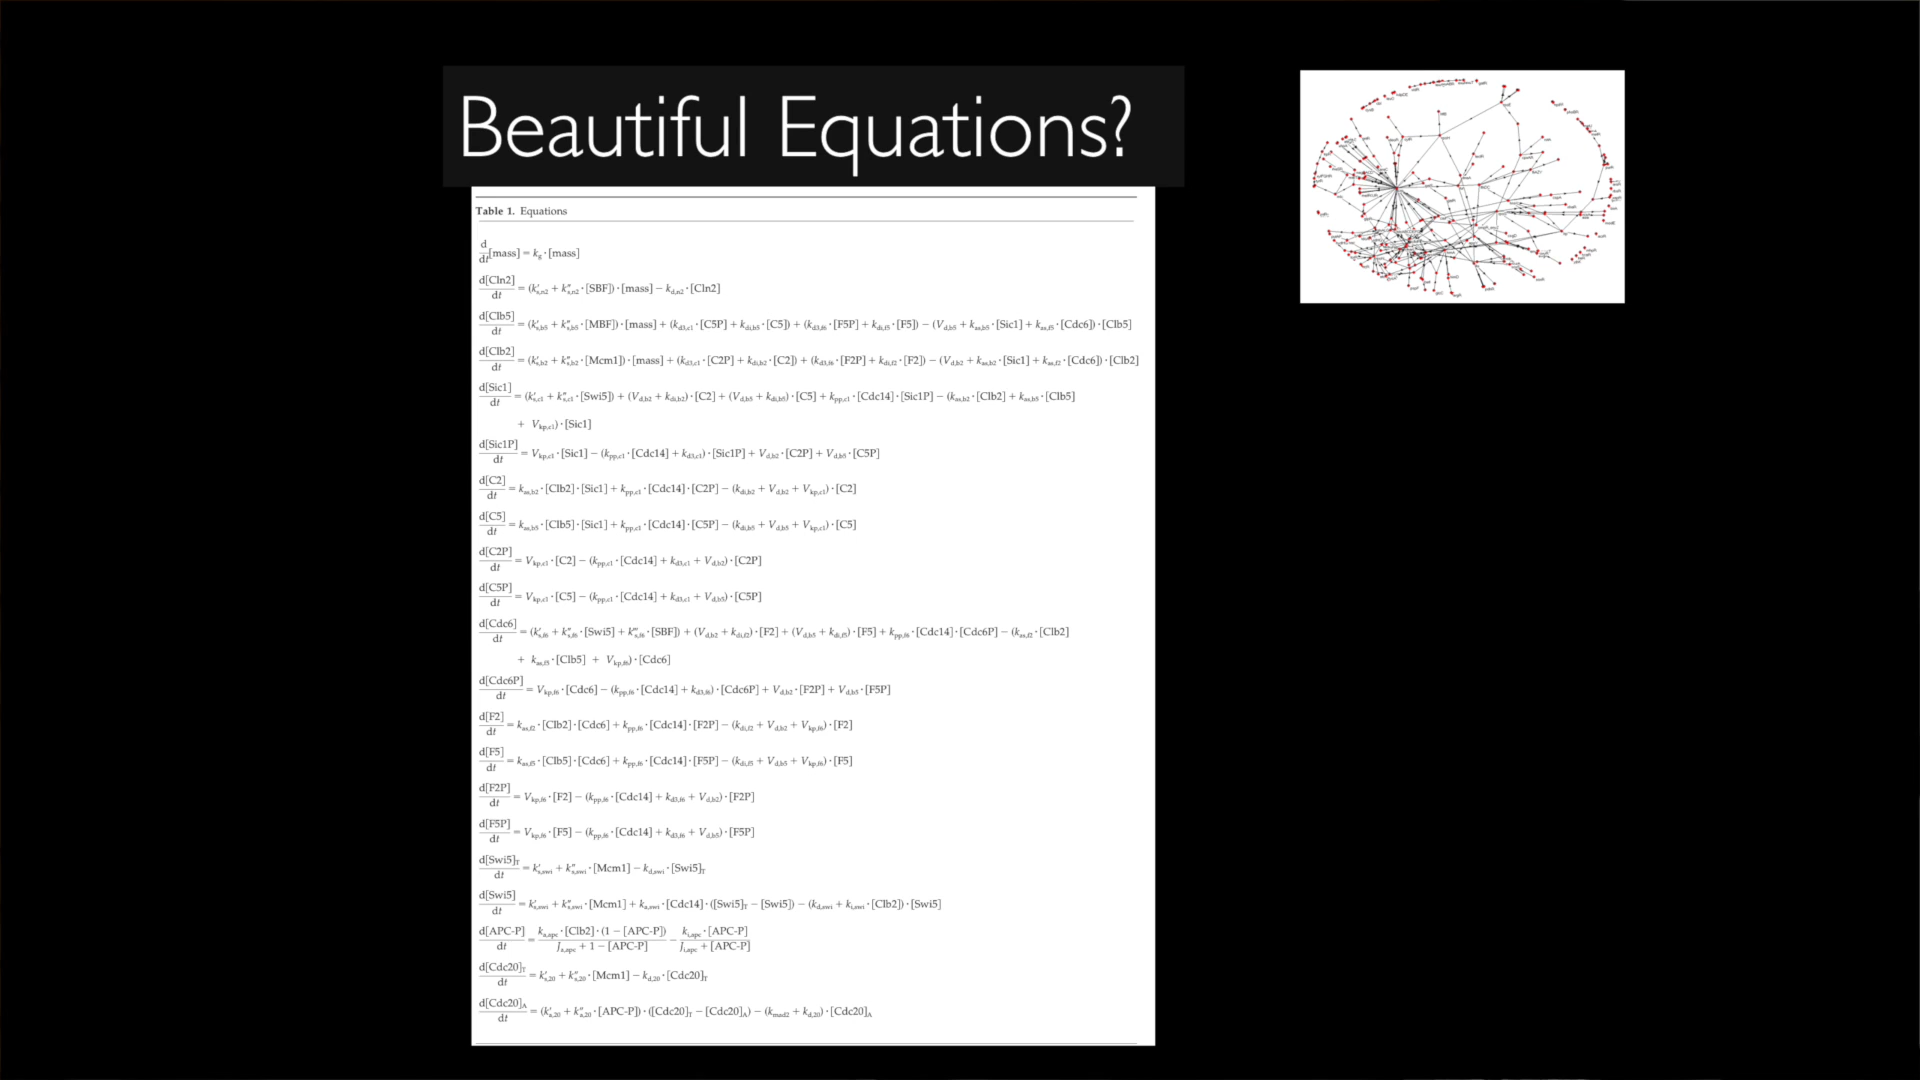 Beautiful Equations?
Table 1. Equations
d/dt [mass] = k_g · [mass]
d[Cln2]/dt = (k′_s,n2 + k″_s,n2 · [SBF]) · [mass] − k_d,n2 · [Cln2]
d[Clb5]/dt = (k′_s,b5 + k″_s,b5 · [MBF]) · [mass] + (k_d3,c1 · [C5P] + k_di,b5 · [C5]) + (k_d3,f6 · [F5P] + k_di,f5 · [F5]) − (V_d,b5 + k_as,b5 · [Sic1] + k_as,f5 · [Cdc6]) · [Clb5]
d[Clb2]/dt = (k′_s,b2 + k″_s,b2 · [Mcm1]) · [mass] + (k_d3,c1 · [C2P] + k_di,b2 · [C2]) + (k_d3,f6 · [F2P] + k_di,f2 · [F2]) − (V_d,b2 + k_as,b2 · [Sic1] + k_as,f2 · [Cdc6]) · [Clb2]
d[Sic1]/dt = (k′_s,c1 + k″_s,c1 · [Swi5]) + (V_d,b2 + k_di,b2) · [C2] + (V_d,b5 + k_di,b5) · [C5] + k_pp,c1 · [Cdc14] · [Sic1P] − (k_as,b2 · [Clb2] + k_as,b5 · [Clb5]
+ V_kp,c1) · [Sic1]
d[Sic1P]/dt = V_kp,c1 · [Sic1] − (k_pp,c1 · [Cdc14] + k_d3,c1) · [Sic1P] + V_d,b2 · [C2P] + V_d,b5 · [C5P]
d[C2]/dt = k_as,b2 · [Clb2] · [Sic1] + k_pp,c1 · [Cdc14] · [C2P] − (k_di,b2 + V_d,b2 + V_kp,c1) · [C2]
d[C5]/dt = k_as,b5 · [Clb5] · [Sic1] + k_pp,c1 · [Cdc14] · [C5P] − (k_di,b5 + V_d,b5 + V_kp,c1) · [C5]
d[C2P]/dt = V_kp,c1 · [C2] − (k_pp,c1 · [Cdc14] + k_d3,c1 + V_d,b2) · [C2P]
d[C5P]/dt = V_kp,c1 · [C5] − (k_pp,c1 · [Cdc14] + k_d3,c1 + V_d,b5) · [C5P]
d[Cdc6]/dt = (k′_s,f6 + k″_s,f6 · [Swi5] + k‴_s,f6 · [SBF]) + (V_d,b2 + k_di,f2) · [F2] + (V_d,b5 + k_di,f5) · [F5] + k_pp,f6 · [Cdc14] · [Cdc6P] − (k_as,f2 · [Clb2]
+ k_as,f5 · [Clb5] + V_kp,f6) · [Cdc6]
d[Cdc6P]/dt = V_kp,f6 · [Cdc6] − (k_pp,f6 · [Cdc14] + k_d3,f6) · [Cdc6P] + V_d,b2 · [F2P] + V_d,b5 · [F5P]
d[F2]/dt = k_as,f2 · [Clb2] · [Cdc6] + k_pp,f6 · [Cdc14] · [F2P] − (k_di,f2 + V_d,b2 + V_kp,f6) · [F2]
d[F5]/dt = k_as,f5 · [Clb5] · [Cdc6] + k_pp,f6 · [Cdc14] · [F5P] − (k_di,f5 + V_d,b5 + V_kp,f6) · [F5]
d[F2P]/dt = V_kp,f6 · [F2] − (k_pp,f6 · [Cdc14] + k_d3,f6 + V_d,b2) · [F2P]
d[F5P]/dt = V_kp,f6 · [F5] − (k_pp,f6 · [Cdc14] + k_d3,f6 + V_d,b5) · [F5P]
d[Swi5]_T/dt = k′_s,swi + k″_s,swi · [Mcm1] − k_d,swi · [Swi5]_T
d[Swi5]/dt = k′_s,swi + k″_s,swi · [Mcm1] + k_a,swi · [Cdc14] · ([Swi5]_T − [Swi5]) − (k_d,swi + k_i,swi · [Clb2]) · [Swi5]
d[APC-P]/dt = k_a,apc · [Clb2] · (1 − [APC-P]) / J_a,apc + 1 − [APC-P] − k_i,apc · [APC-P] / J_i,apc + [APC-P]
d[Cdc20]_T/dt = k′_s,20 + k″_s,20 · [Mcm1] − k_d,20 · [Cdc20]_T
d[Cdc20]_A/dt = (k′_a,20 + k″_a,20 · [APC-P]) · ([Cdc20]_T − [Cdc20]_A) − (k_mad2 + k_d,20) · [Cdc20]_A